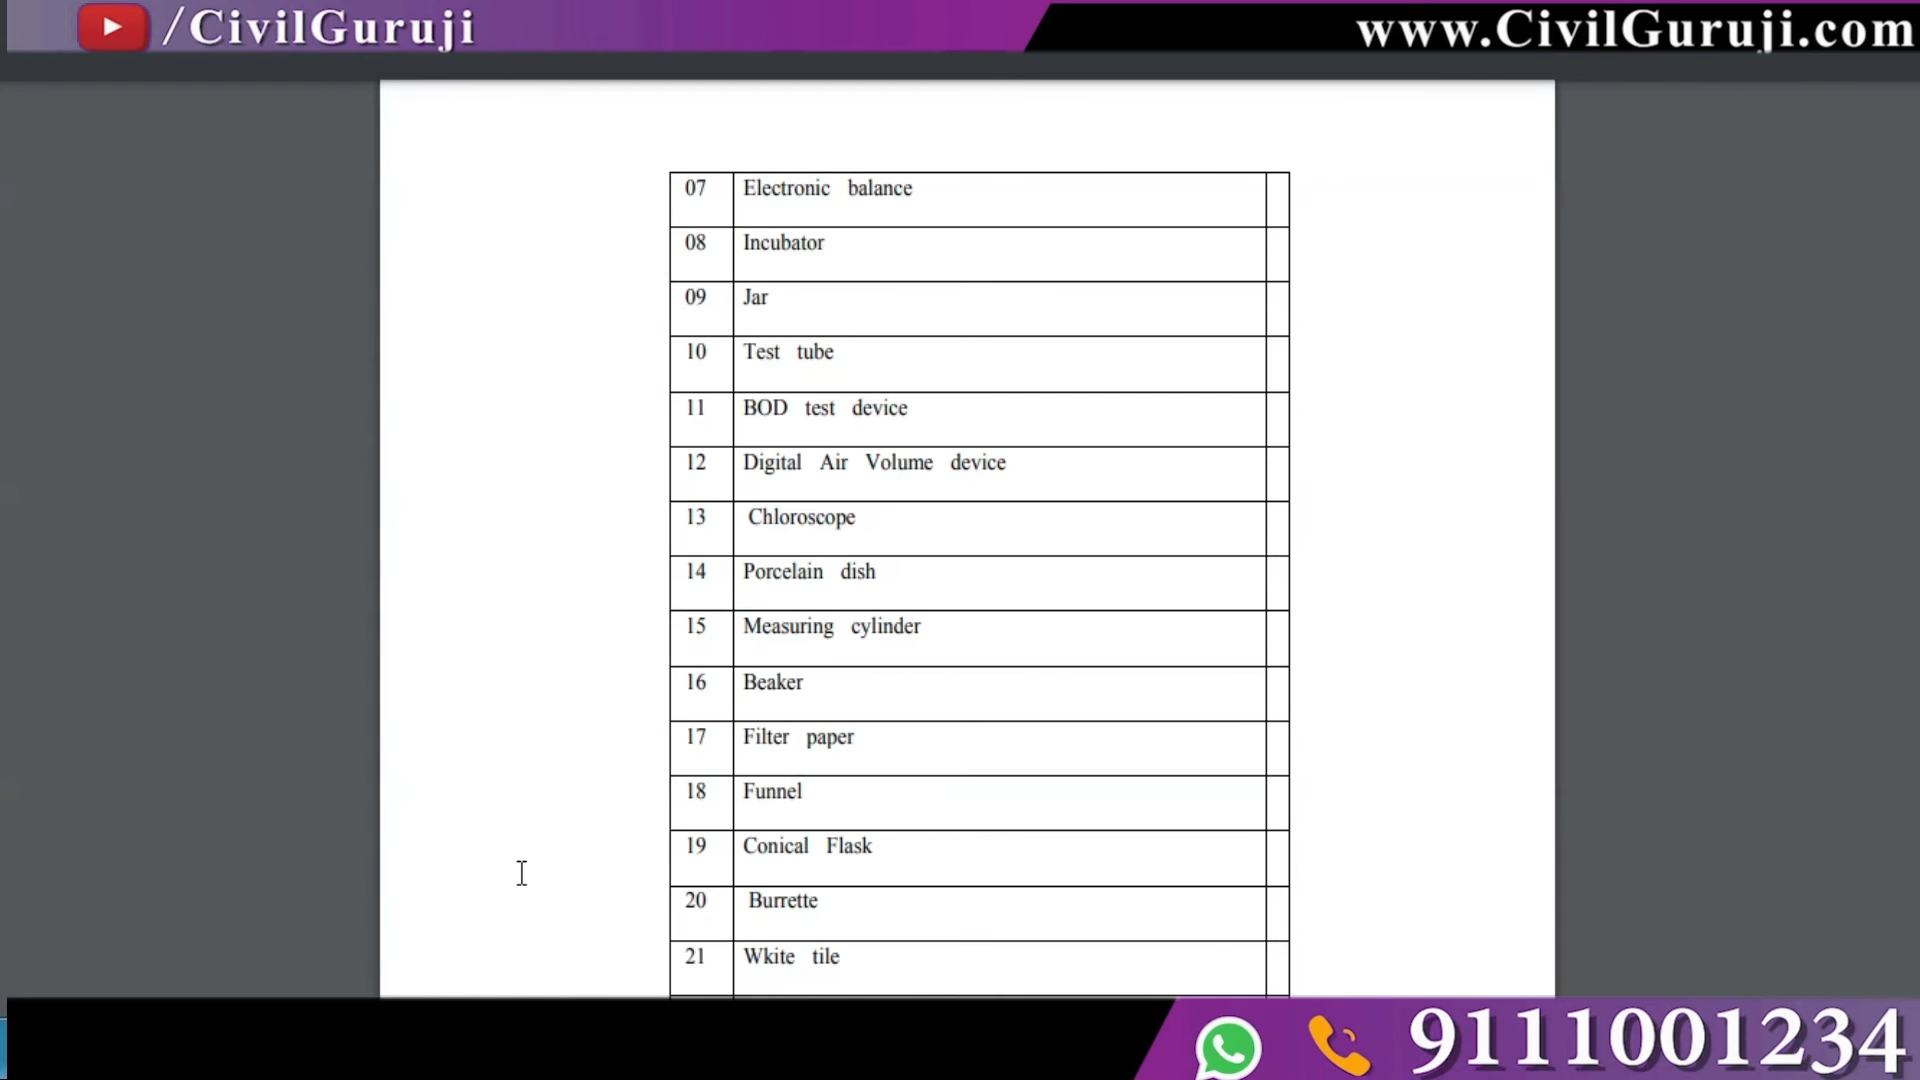 /CivilGuruji
www.CivilGuruji.com
07 Electronic balance
08 Incubator
09 Jar
10 Test tube
11 BOD test device
12 Digital Air Volume device
13 Chloroscope
14 Porcelain dish
15 Measuring cylinder
16 Beaker
17 Filter paper
18 Funnel
19 Conical Flask
20 Burrette
21 Wkite tile
9111001234